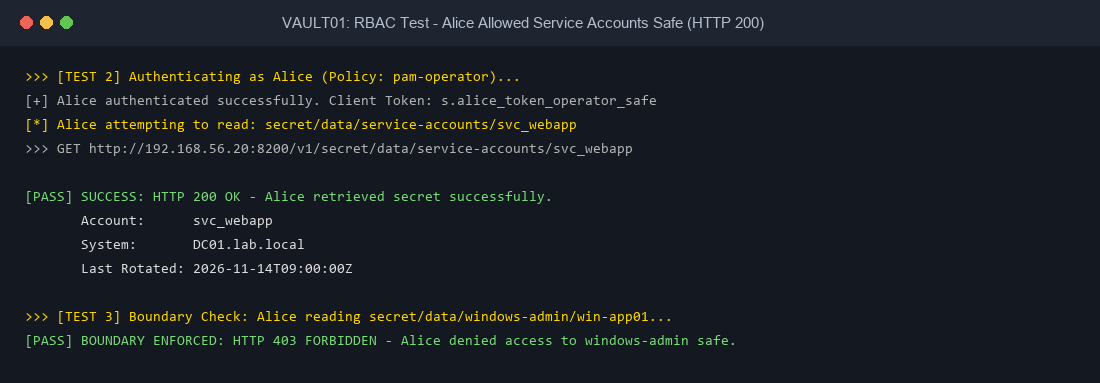 VAULT01: RBAC Test - Alice Allowed Service Accounts Safe (HTTP 200)
>>> [TEST 2] Authenticating as Alice (Policy: pam-operator)...
[+] Alice authenticated successfully. Client Token: s.alice_token_operator_safe
[*] Alice attempting to read: secret/data/service-accounts/svc_webapp
>>> GET http://192.168.56.20:8200/v1/secret/data/service-accounts/svc_webapp
[PASS] SUCCESS: HTTP 200 OK - Alice retrieved secret successfully.
Account:      svc_webapp
System:       DC01.lab.local
Last Rotated: 2026-11-14T09:00:00Z
>>> [TEST 3] Boundary Check: Alice reading secret/data/windows-admin/win-app01...
[PASS] BOUNDARY ENFORCED: HTTP 403 FORBIDDEN - Alice denied access to windows-admin safe.